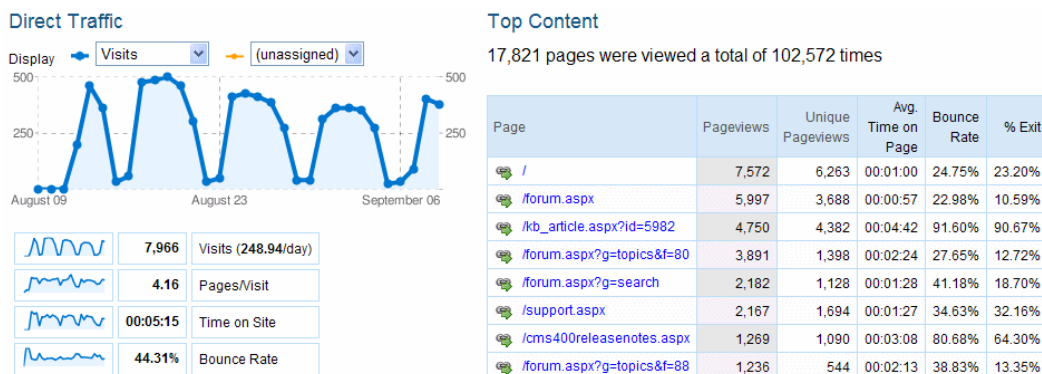 Direct Traffic
Display Visits (unassigned)
500 500
250 250
August 09 August 23 September 06
7,966 Visits (248.94/day)
4.16 Pages/Visit
00:05:15 Time on Site
44.31% Bounce Rate
Top Content
17,821 pages were viewed a total of 102,572 times
Page Pageviews Unique Pageviews Avg. Time on Page Bounce Rate % Exit
/ 7,572 6,263 00:01:00 24.75% 23.20%
/forum.aspx 5,997 3,688 00:00:57 22.98% 10.59%
/kb_article.aspx?id=5982 4,750 4,382 00:04:42 91.60% 90.67%
/forum.aspx?g=topics&f=80 3,891 1,398 00:02:24 27.65% 12.72%
/forum.aspx?g=search 2,182 1,128 00:01:28 41.18% 18.70%
/support.aspx 2,167 1,694 00:01:27 34.63% 32.16%
/cms400releasenotes.aspx 1,269 1,090 00:03:08 80.68% 64.30%
/forum.aspx?g=topics&f=88 1,236 544 00:02:13 38.83% 13.35%